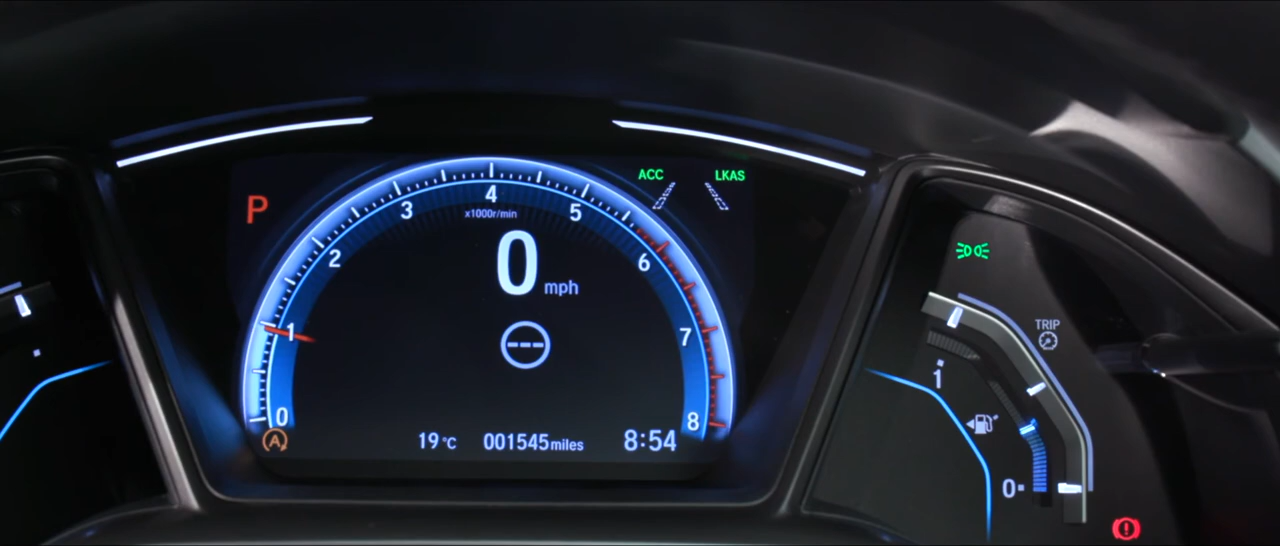 ACC LKAS
P
4
3
5
x1000r/min
2
6
0 mph
1
7
---
TRIP
1
0
8
A
19°C 001545miles 8:54
0